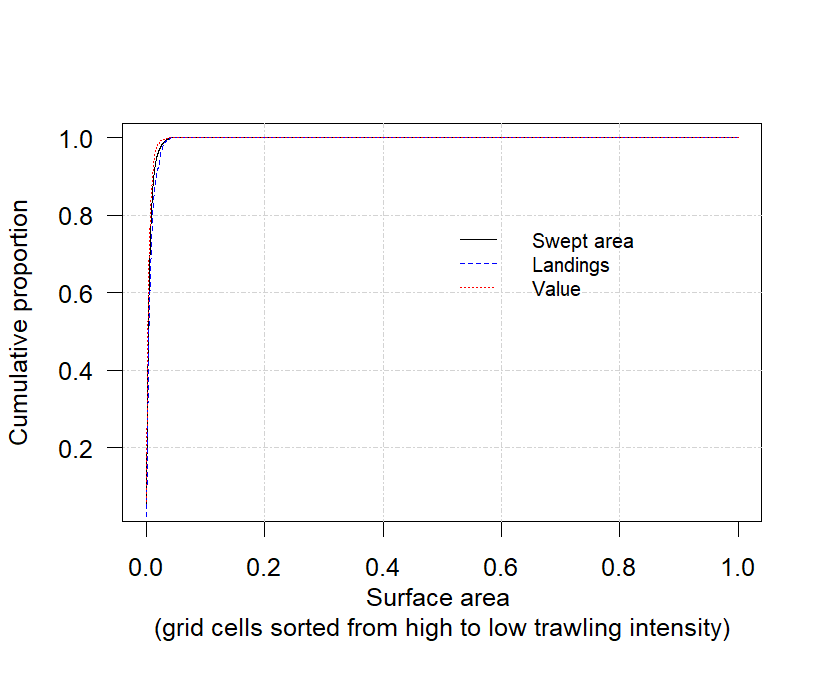 1.0
0.8
0.6
0.4
0.2
Cumulative proportion
Swept area
Landings
Value
0.0 0.2 0.4 0.6 0.8 1.0
Surface area
(grid cells sorted from high to low trawling intensity)